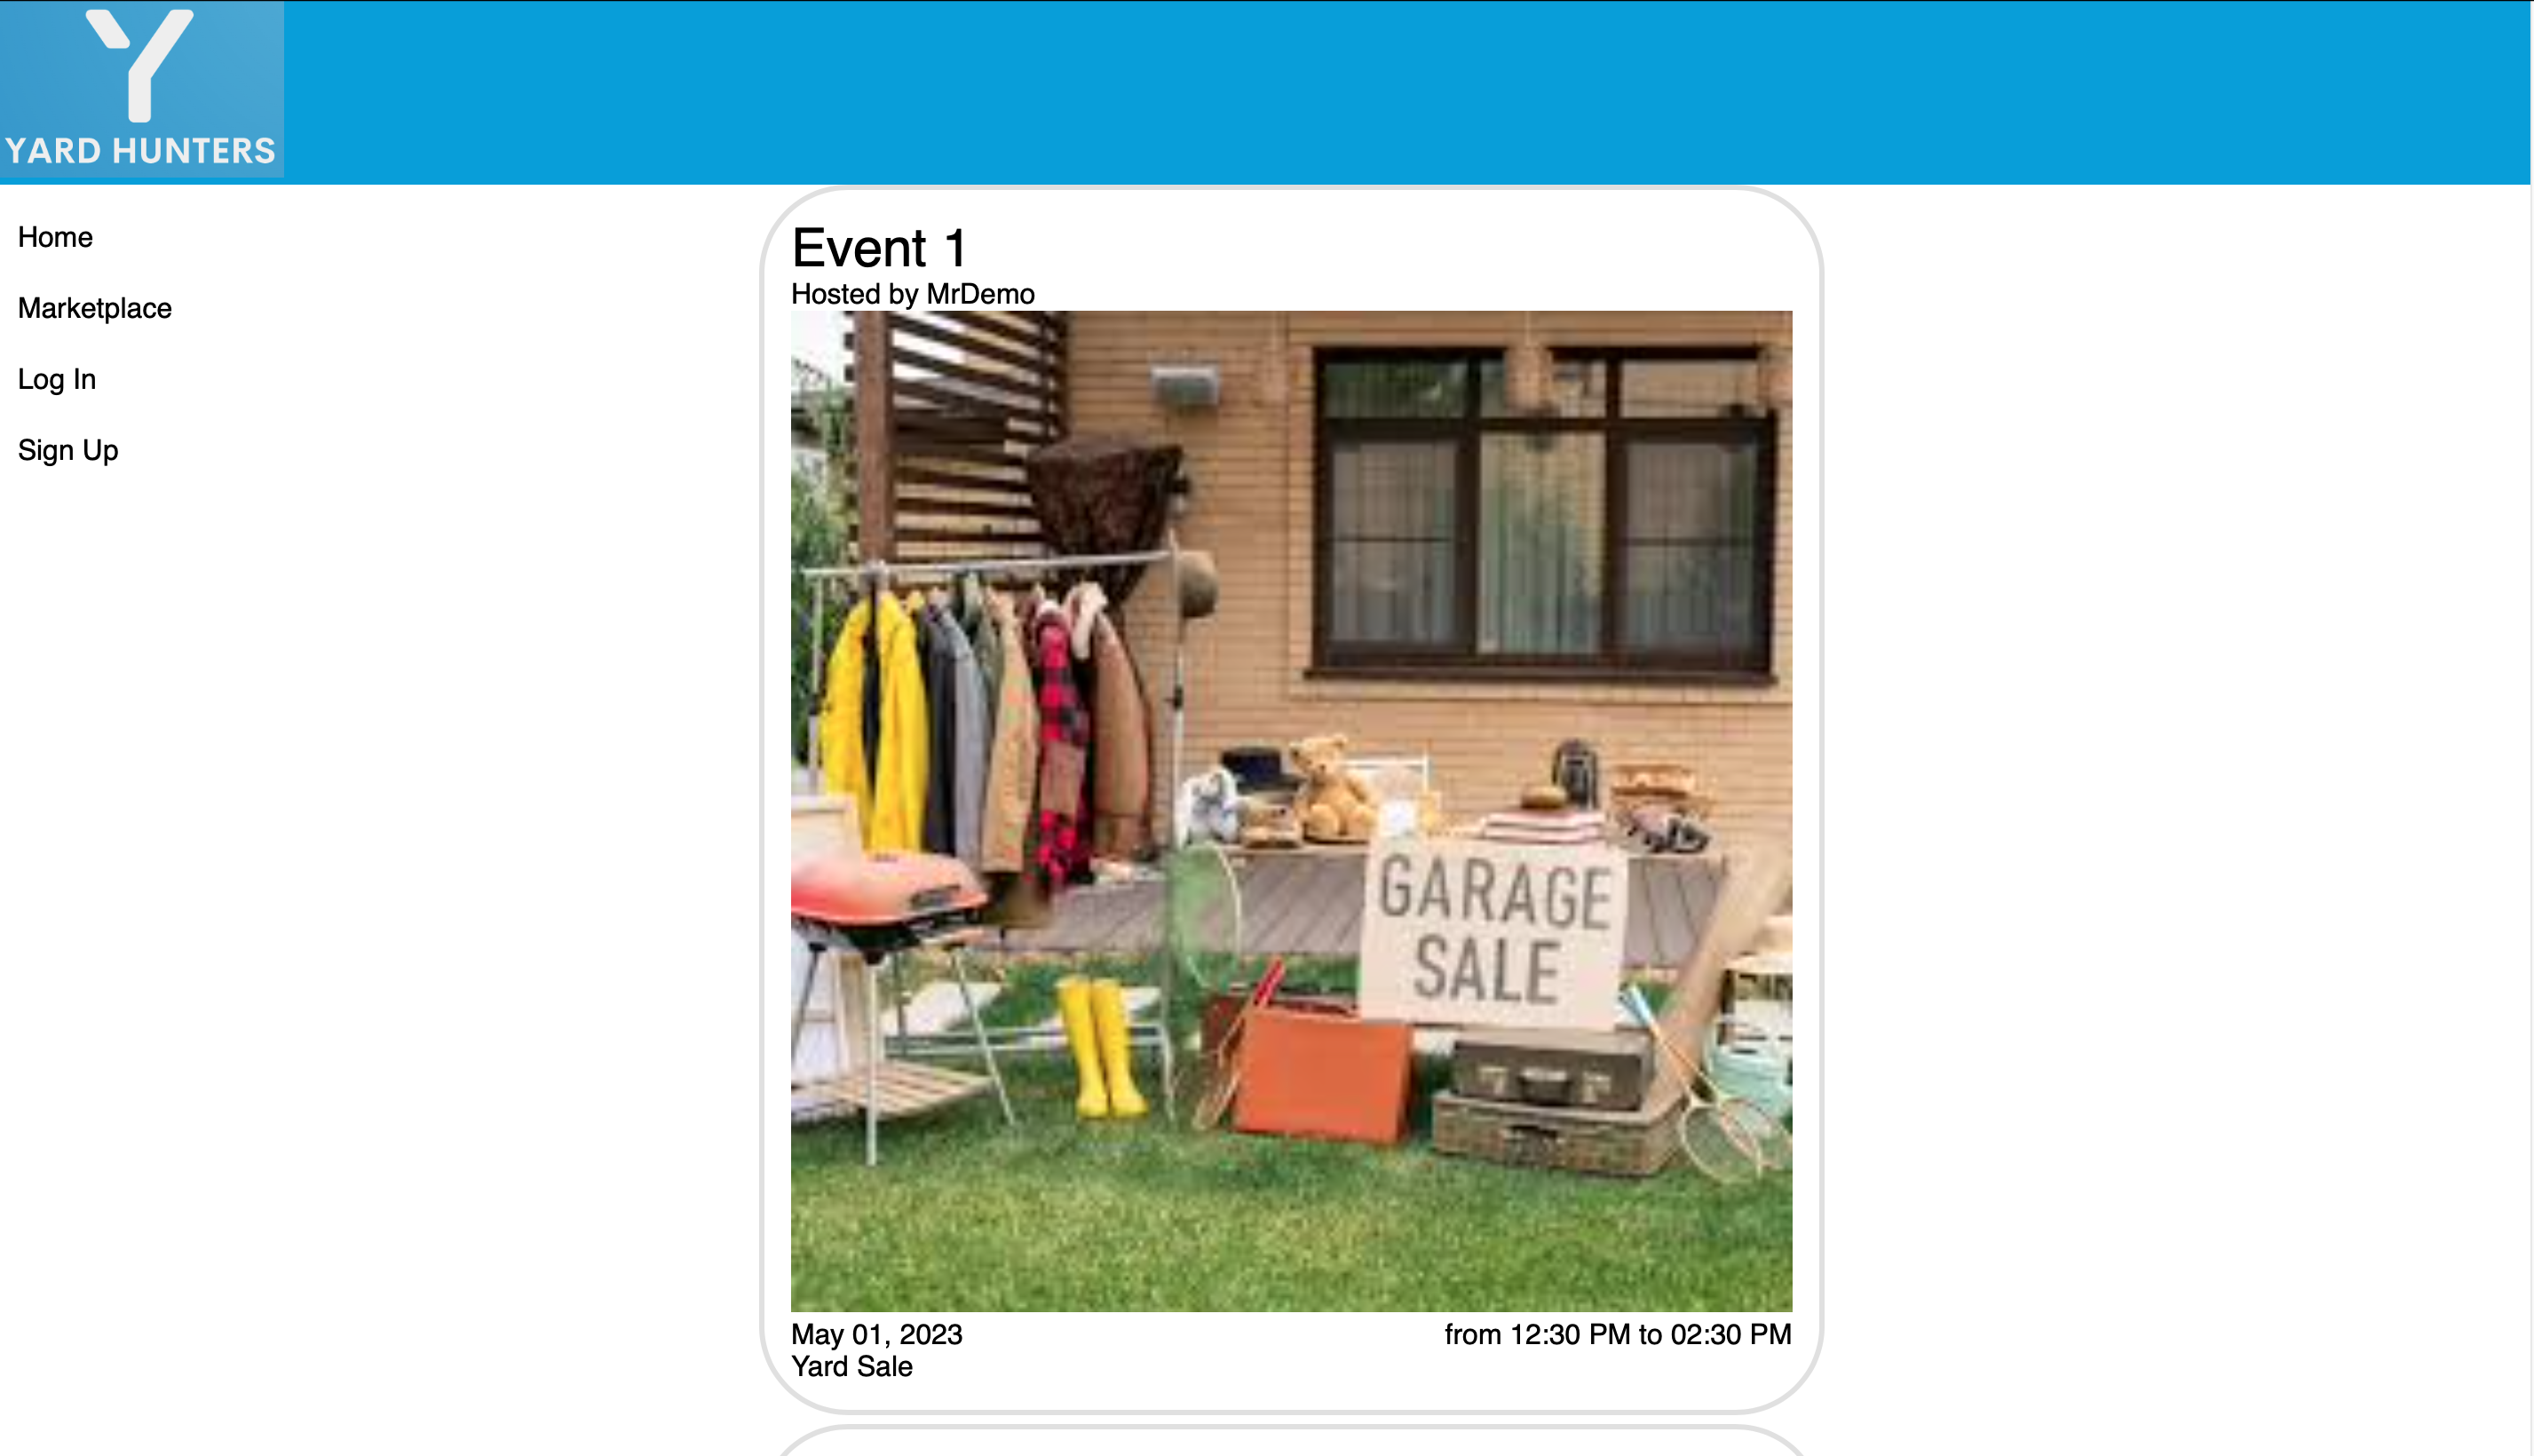 Y
YARD HUNTERS
Home
Marketplace
Log In
Sign Up
Event 1
Hosted by MrDemo
GARAGE
SALE
May 01, 2023
from 12:30 PM to 02:30 PM
Yard Sale